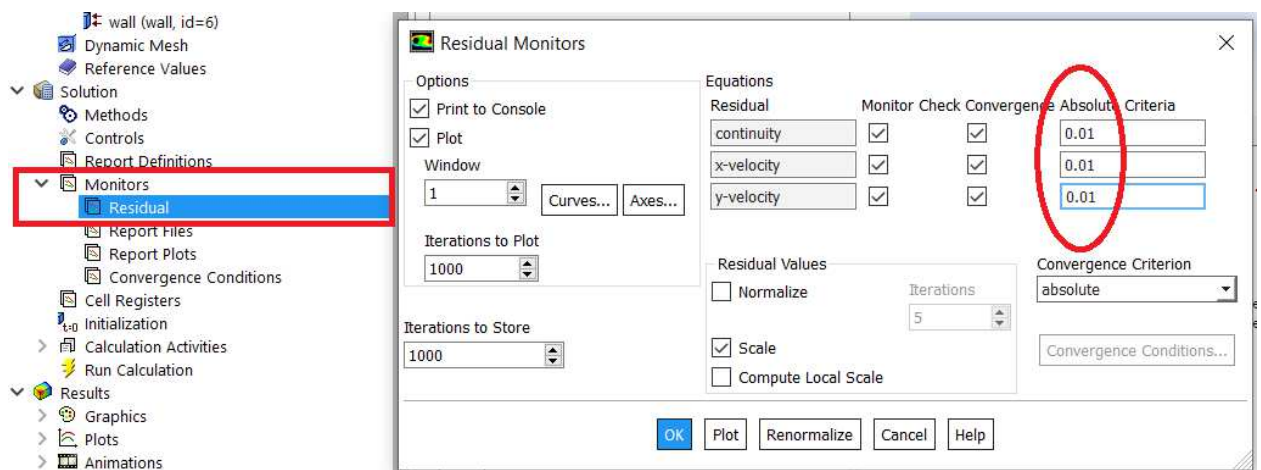 wall (wall, id=6)
Dynamic Mesh
Reference Values
Solution
Methods
Controls
Report Definitions
Monitors
Residual
Report Files
Report Plots
Convergence Conditions
Cell Registers
t=0 Initialization
Calculation Activities
Run Calculation
Results
Graphics
Plots
Animations
Residual Monitors
Options
Print to Console
Plot
Window
1
Curves... Axes...
Iterations to Plot
1000
Iterations to Store
1000
Equations
Residual Monitor Check Convergence Absolute Criteria
continuity 0.01
x-velocity 0.01
y-velocity 0.01
Residual Values
Normalize Iterations
5
Scale
Compute Local Scale
Convergence Criterion
absolute
Convergence Conditions...
OK Plot Renormalize Cancel Help